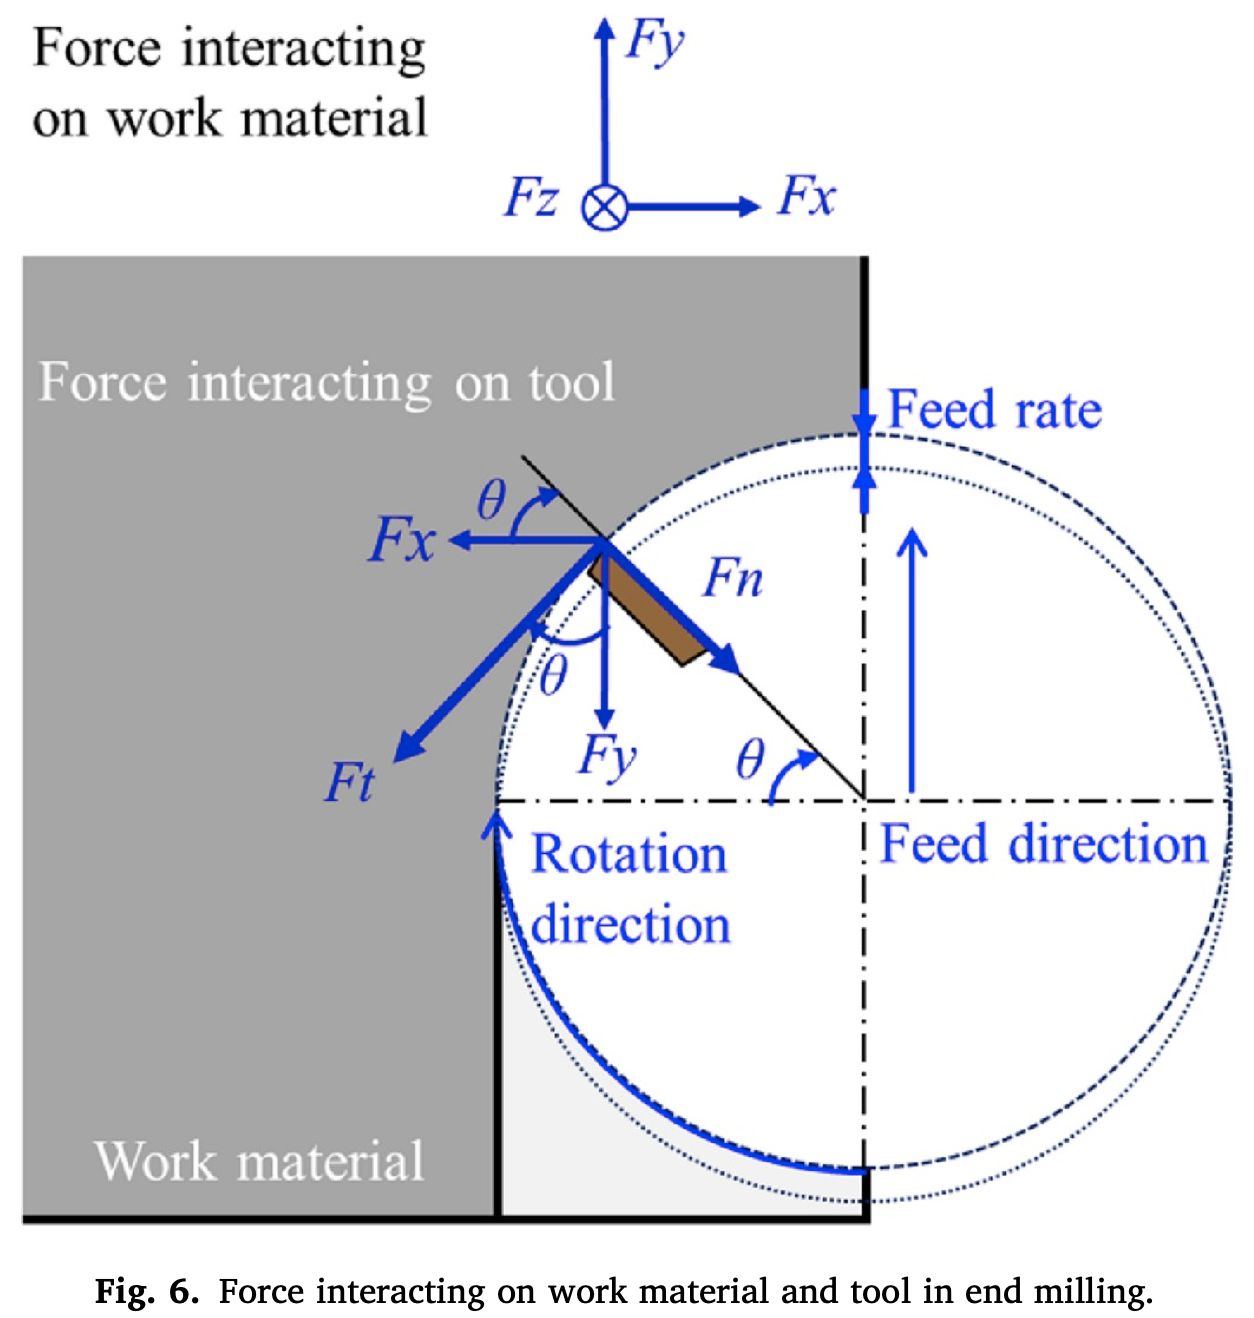 Force interacting
on work material
Fy
Fz
Fx
Force interacting on tool
Feed rate
θ
Fx
Fn
θ
Ft
Fy
θ
Rotation
direction
Feed direction
Work material
Fig. 6. Force interacting on work material and tool in end milling.